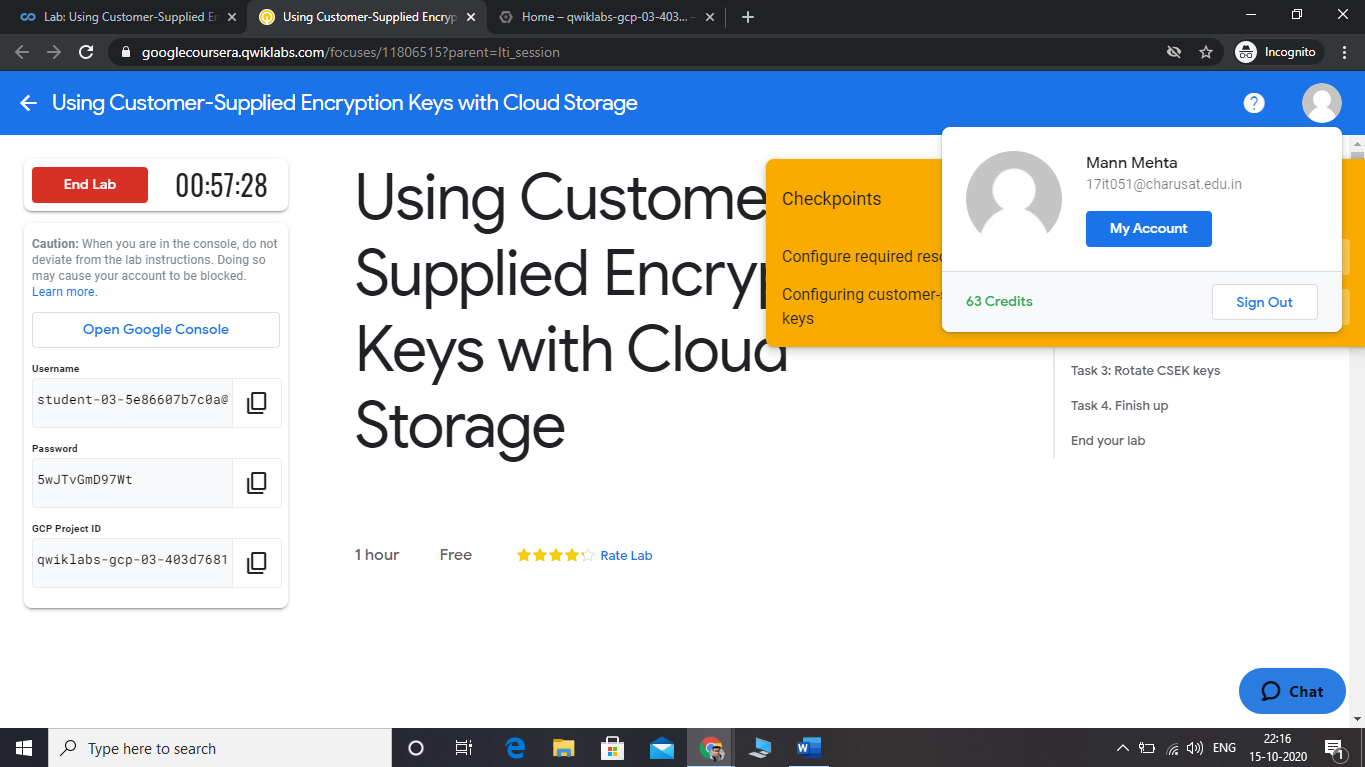 Lab: Using Customer-Supplied Er
Using Customer-Supplied Encryp
Home – qwiklabs-gcp-03-403...
googlecoursera.qwiklabs.com/focuses/11806515?parent=lti_session
Incognito
Using Customer-Supplied Encryption Keys with Cloud Storage
?
End Lab
00:57:28
Caution: When you are in the console, do not
deviate from the lab instructions. Doing so
may cause your account to be blocked.
Learn more.
Open Google Console
Username
student-03-5e86607b7c0a@
Password
5wJTvGmD97Wt
GCP Project ID
qwiklabs-gcp-03-403d7681
Using Custome
Supplied Encryp
Keys with Cloud
Storage
1 hour
Free
Rate Lab
Checkpoints
Configure required reso
Configuring customer-s
keys
Mann Mehta
17it051@charusat.edu.in
My Account
63 Credits
Sign Out
Task 3: Rotate CSEK keys
Task 4. Finish up
End your lab
Chat
Type here to search
ENG
22:16
15-10-2020
1